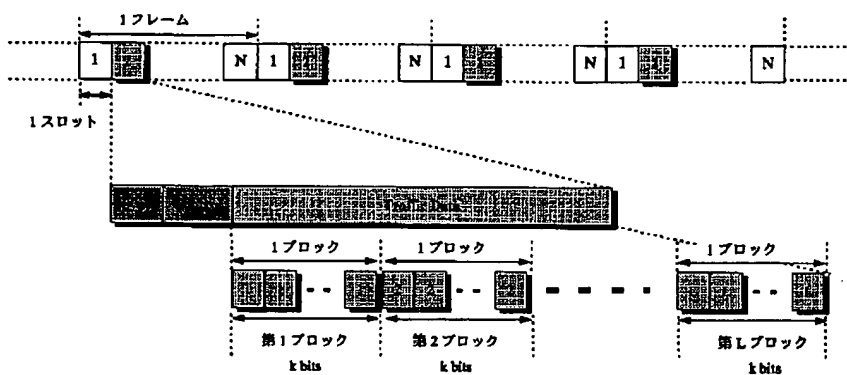 1フレーム
1
N 1
N 1
N 1
N
1スロット
Traffic Data
1ブロック 1ブロック 1ブロック
第1ブロック 第2ブロック 第Lブロック
k bits k bits k bits